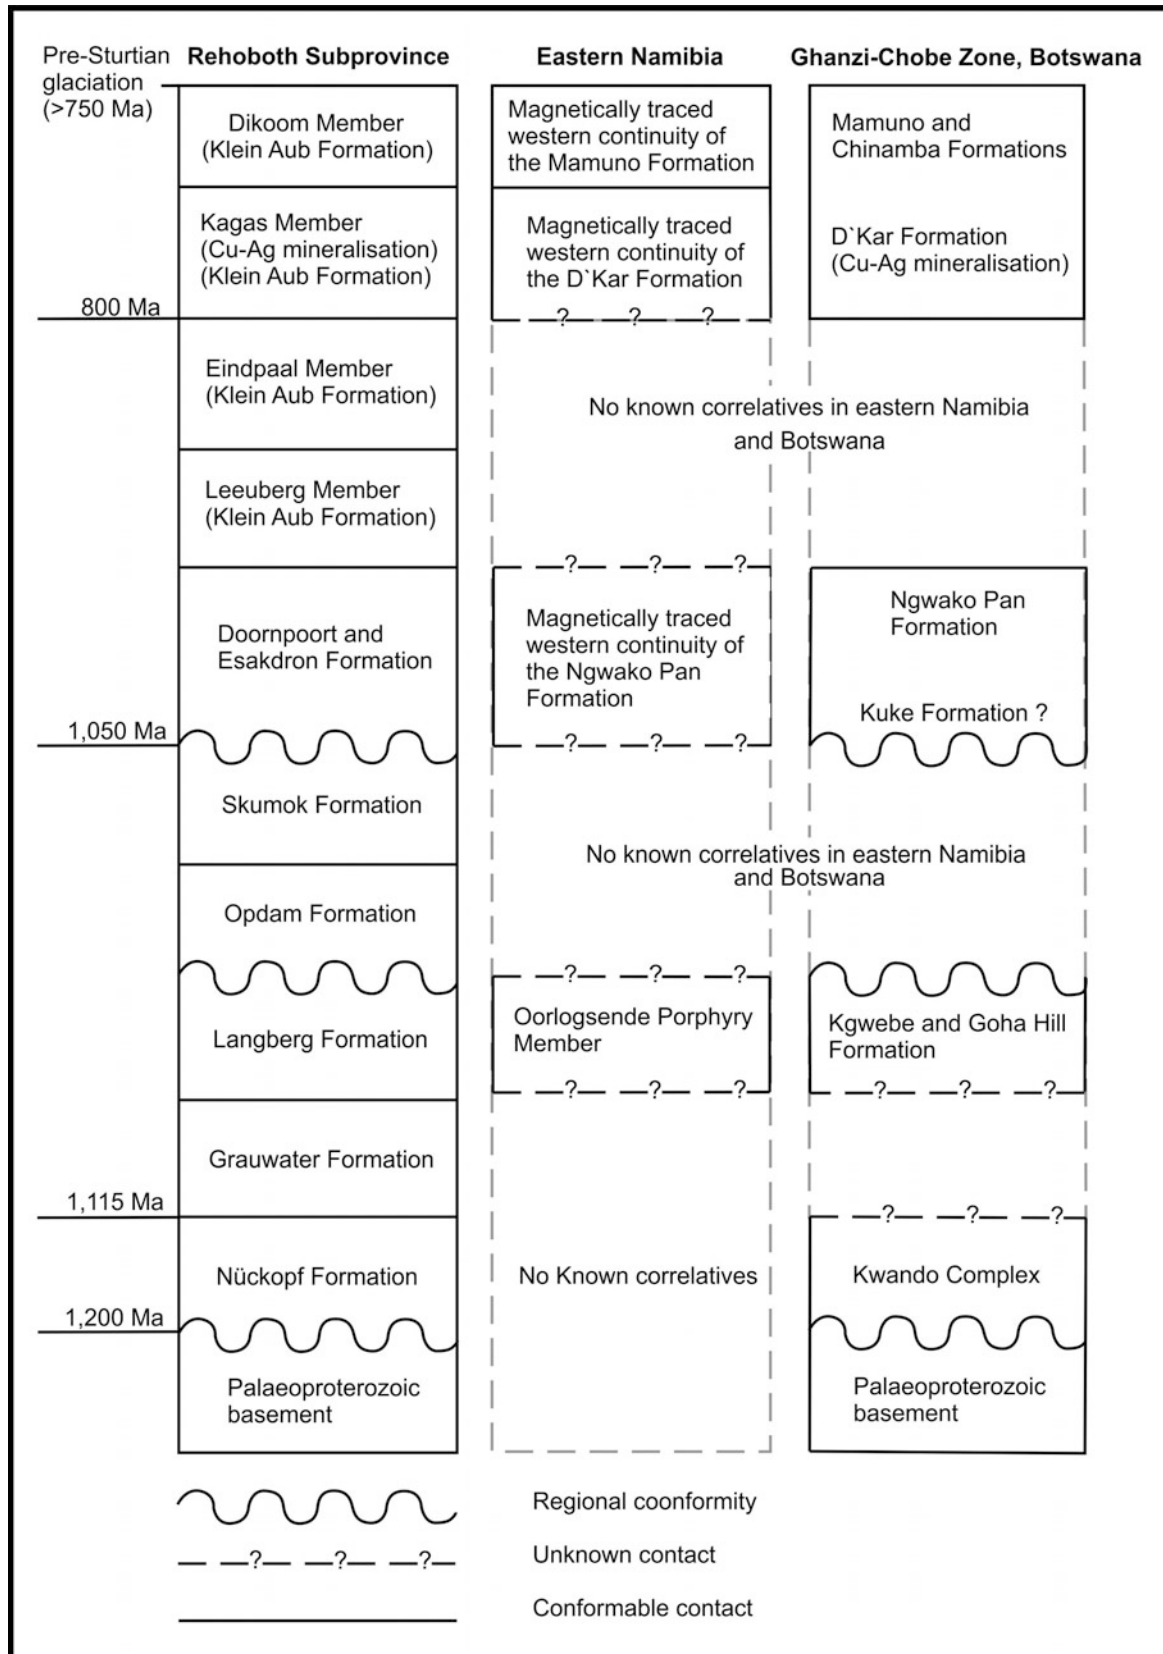 Pre-Sturtian
glaciation
(>750 Ma)
Rehoboth Subprovince
Eastern Namibia
Ghanzi-Chobe Zone, Botswana
Dikoom Member
(Klein Aub Formation)
Magnetically traced
western continuity of
the Mamuno Formation
Mamuno and
Chinamba Formations
Kagas Member
(Cu-Ag mineralisation)
(Klein Aub Formation)
Magnetically traced
western continuity of
the D`Kar Formation
D`Kar Formation
(Cu-Ag mineralisation)
800 Ma
? ? ?
Eindpaal Member
(Klein Aub Formation)
No known correlatives in eastern Namibia
and Botswana
Leeuberg Member
(Klein Aub Formation)
? ? ?
Doornpoort and
Esakdron Formation
Magnetically traced
western continuity of
the Ngwako Pan
Formation
Ngwako Pan
Formation
Kuke Formation ?
1,050 Ma
? ? ?
Skumok Formation
No known correlatives in eastern Namibia
and Botswana
Opdam Formation
? ? ?
Langberg Formation
Oorlogsende Porphyry
Member
Kgwebe and Goha Hill
Formation
? ? ?
? ? ?
Grauwater Formation
1,115 Ma
? ? ?
Nückopf Formation
No Known correlatives
Kwando Complex
1,200 Ma
Palaeoproterozoic
basement
Palaeoproterozoic
basement
Regional coonformity
? ? ?
Unknown contact
Conformable contact